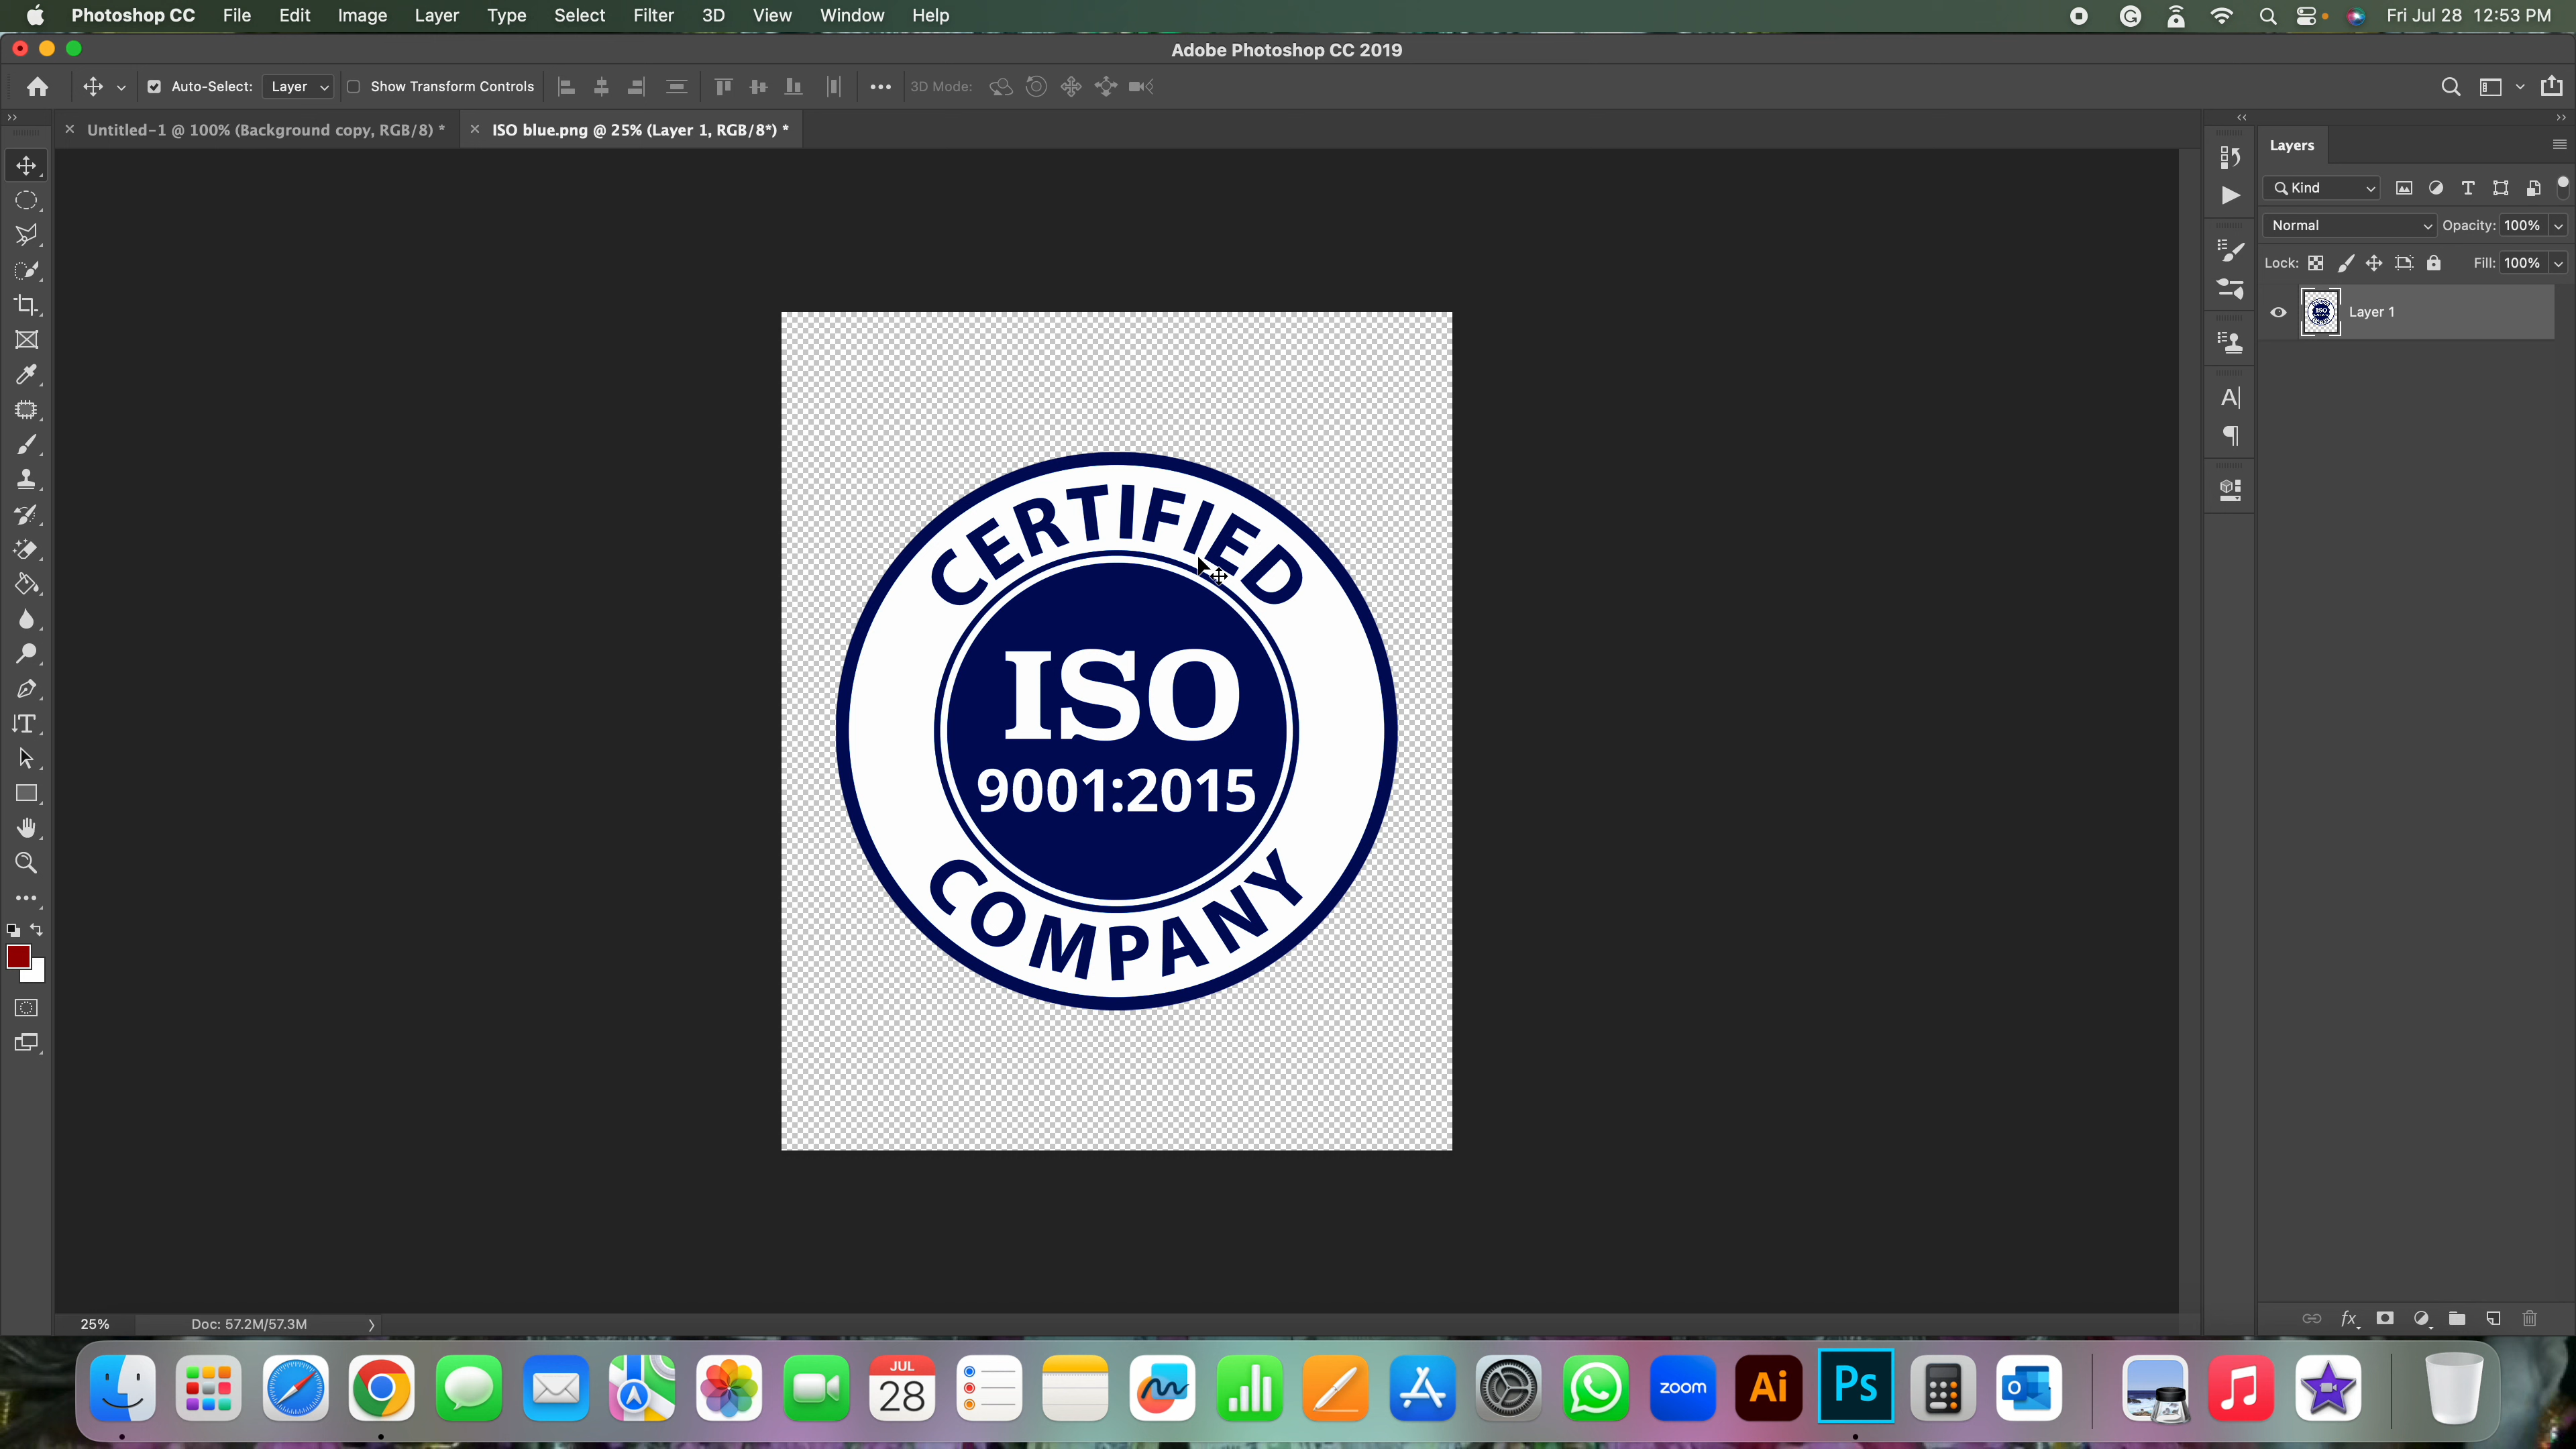 Photoshop CC File Edit Image Layer Type Select Filter 3D View Window Help Fri Jul 28 12:53 PM
Adobe Photoshop CC 2019
Auto-Select: Layer Show Transform Controls 3D Mode:
Untitled-1 @ 100% (Background copy, RGB/8) *
ISO blue.png @ 25% (Layer 1, RGB/8*) *
Layers
Kind
Normal Opacity: 100%
Lock: Fill: 100%
Layer 1
CERTIFIED
ISO
9001:2015
COMPANY
25% Doc: 57.2M/57.3M
fx
JUL
28
zoom
Ai
Ps